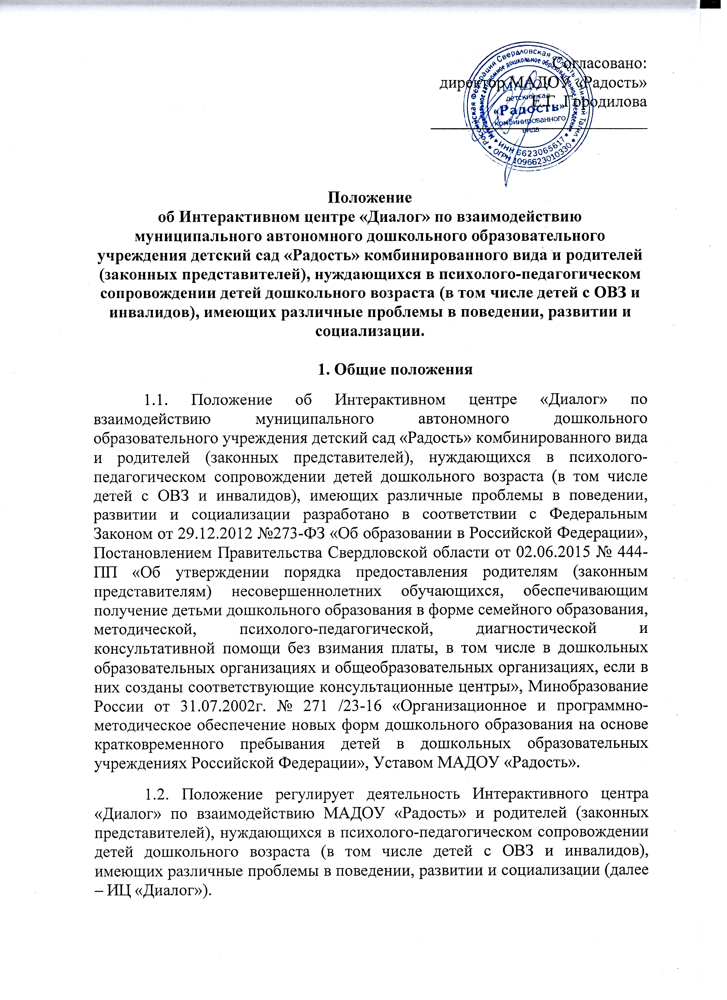 Согласовано:
директор МАДОУ «Радость»
Е.Г. Городилова
Российская Федерация Свердловская область г. Нижний Тагил
Муниципальное автономное дошкольное образовательное учреждение
МАДОУ
детский сад
«Радость»
комбинированного
вида
ИНН 6623065617
ОГРН 1096623010330
Положение
об Интерактивном центре «Диалог» по взаимодействию
муниципального автономного дошкольного образовательного
учреждения детский сад «Радость» комбинированного вида и родителей
(законных представителей), нуждающихся в психолого-педагогическом
сопровождении детей дошкольного возраста (в том числе детей с ОВЗ и
инвалидов), имеющих различные проблемы в поведении, развитии и
социализации.
1. Общие положения
1.1. Положение об Интерактивном центре «Диалог» по
взаимодействию муниципального автономного дошкольного
образовательного учреждения детский сад «Радость» комбинированного вида
и родителей (законных представителей), нуждающихся в психолого-
педагогическом сопровождении детей дошкольного возраста (в том числе
детей с ОВЗ и инвалидов), имеющих различные проблемы в поведении,
развитии и социализации разработано в соответствии с Федеральным
Законом от 29.12.2012 №273-ФЗ «Об образовании в Российской Федерации»,
Постановлением Правительства Свердловской области от 02.06.2015 № 444-
ПП «Об утверждении порядка предоставления родителям (законным
представителям) несовершеннолетних обучающихся, обеспечивающим
получение детьми дошкольного образования в форме семейного образования,
методической, психолого-педагогической, диагностической и
консультативной помощи без взимания платы, в том числе в дошкольных
образовательных организациях и общеобразовательных организациях, если в
них созданы соответствующие консультационные центры», Минобразование
России от 31.07.2002г. № 271 /23-16 «Организационное и программно-
методическое обеспечение новых форм дошкольного образования на основе
кратковременного пребывания детей в дошкольных образовательных
учреждениях Российской Федерации», Уставом МАДОУ «Радость».
1.2. Положение регулирует деятельность Интерактивного центра
«Диалог» по взаимодействию МАДОУ «Радость» и родителей (законных
представителей), нуждающихся в психолого-педагогическом сопровождении
детей дошкольного возраста (в том числе детей с ОВЗ и инвалидов),
имеющих различные проблемы в поведении, развитии и социализации (далее
– ИЦ «Диалог»).